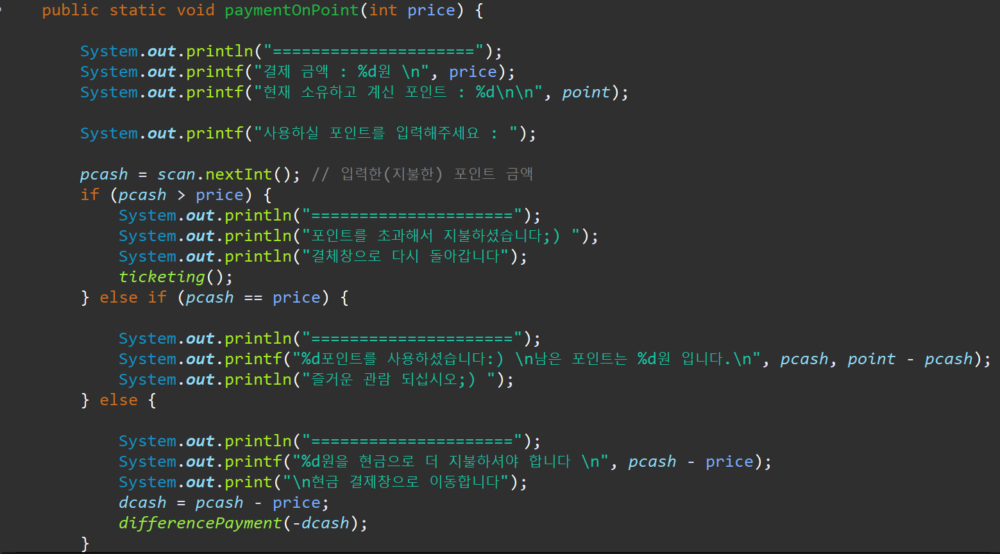 public static void paymentOnPoint(int price) {
System.out.println("=====================");
System.out.printf("결제 금액 : %d원 \n", price);
System.out.printf("현재 소유하고 계신 포인트 : %d\n\n", point);
System.out.printf("사용하실 포인트를 입력해주세요 : ");
pcash = scan.nextInt(); // 입력한(지불한) 포인트 금액
if (pcash > price) {
System.out.println("=====================");
System.out.println("포인트를 초과해서 지불하셨습니다;) ");
System.out.println("결체창으로 다시 돌아갑니다");
ticketing();
} else if (pcash == price) {
System.out.println("=====================");
System.out.printf("%d포인트를 사용하셨습니다:) \n남은 포인트는 %d원 입니다.\n", pcash, point - pcash);
System.out.println("즐거운 관람 되십시오;) ");
} else {
System.out.println("=====================");
System.out.printf("%d원을 현금으로 더 지불하셔야 합니다 \n", pcash - price);
System.out.print("\n현금 결제창으로 이동합니다");
dcash = pcash - price;
differencePayment(-dcash);
}